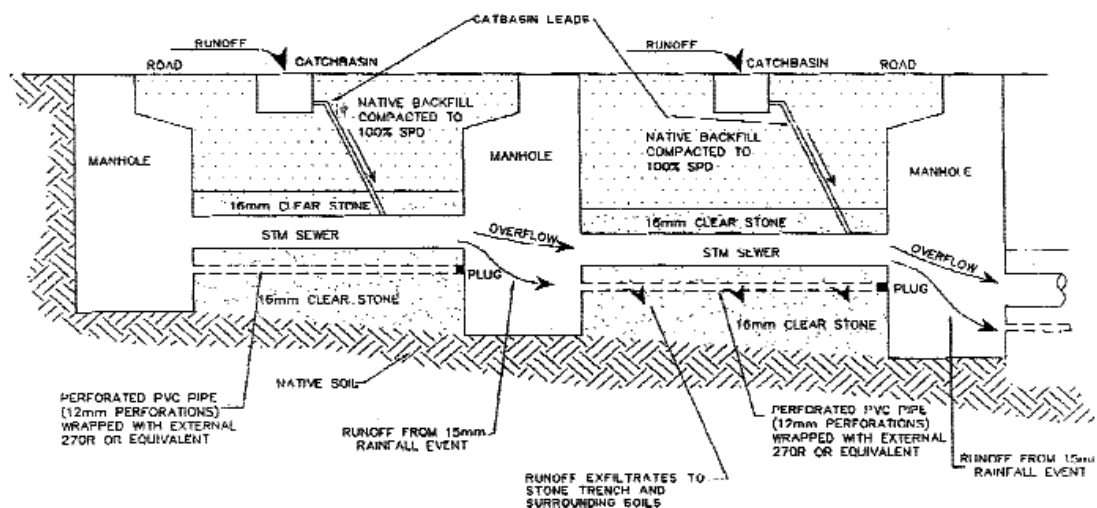 CATBASIN LEADS
RUNOFF
ROAD
CATCHBASIN
RUNOFF
CATCHBASIN
ROAD
NATIVE BACKFILL
COMPACTED TO
100% SPD
NATIVE BACKFILL
COMPACTED TO
100% SPD
MANHOLE
MANHOLE
MANHOLE
16mm CLEAR STONE
16mm CLEAR STONE
STM SEWER
OVERFLOW
STM SEWER
OVERFLOW
PLUG
PLUG
16mm CLEAR STONE
16mm CLEAR STONE
NATIVE SOIL
PERFORATED PVC PIPE
(12mm PERFORATIONS)
WRAPPED WITH EXTERNAL
270R OR EQUIVALENT
RUNOFF FROM 15mm
RAINFALL EVENT
PERFORATED PVC PIPE
(12mm PERFORATIONS)
WRAPPED WITH EXTERNAL
270R OR EQUIVALENT
RUNOFF FROM 15mm
RAINFALL EVENT
RUNOFF EXFILTRATES TO
STONE TRENCH AND
SURROUNDING SOILS